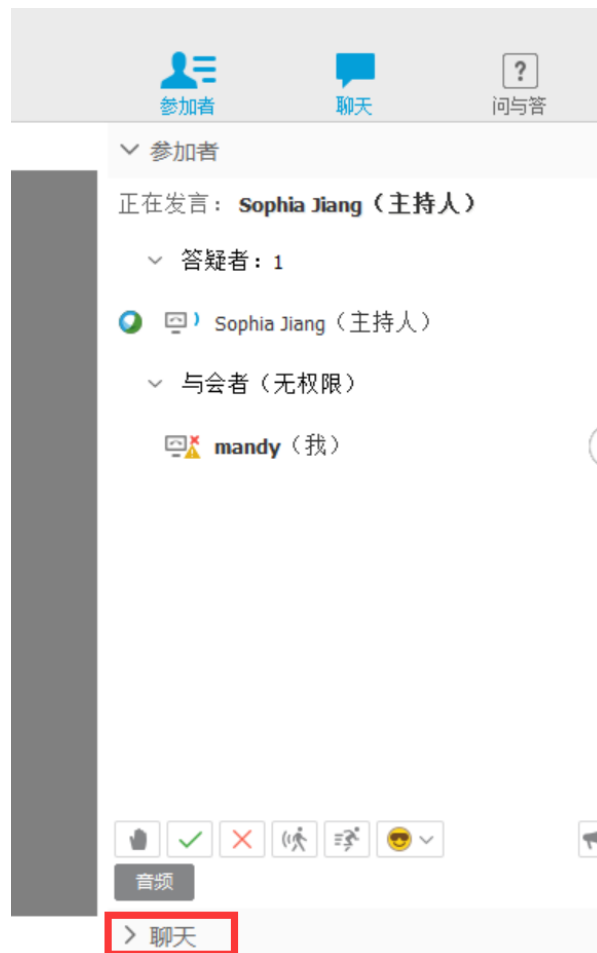 参加者 聊天 ? 问与答
参加者
正在发言： Sophia Jiang（主持人）
答疑者：1
Sophia Jiang（主持人）
与会者（无权限）
mandy（我）
音频
聊天